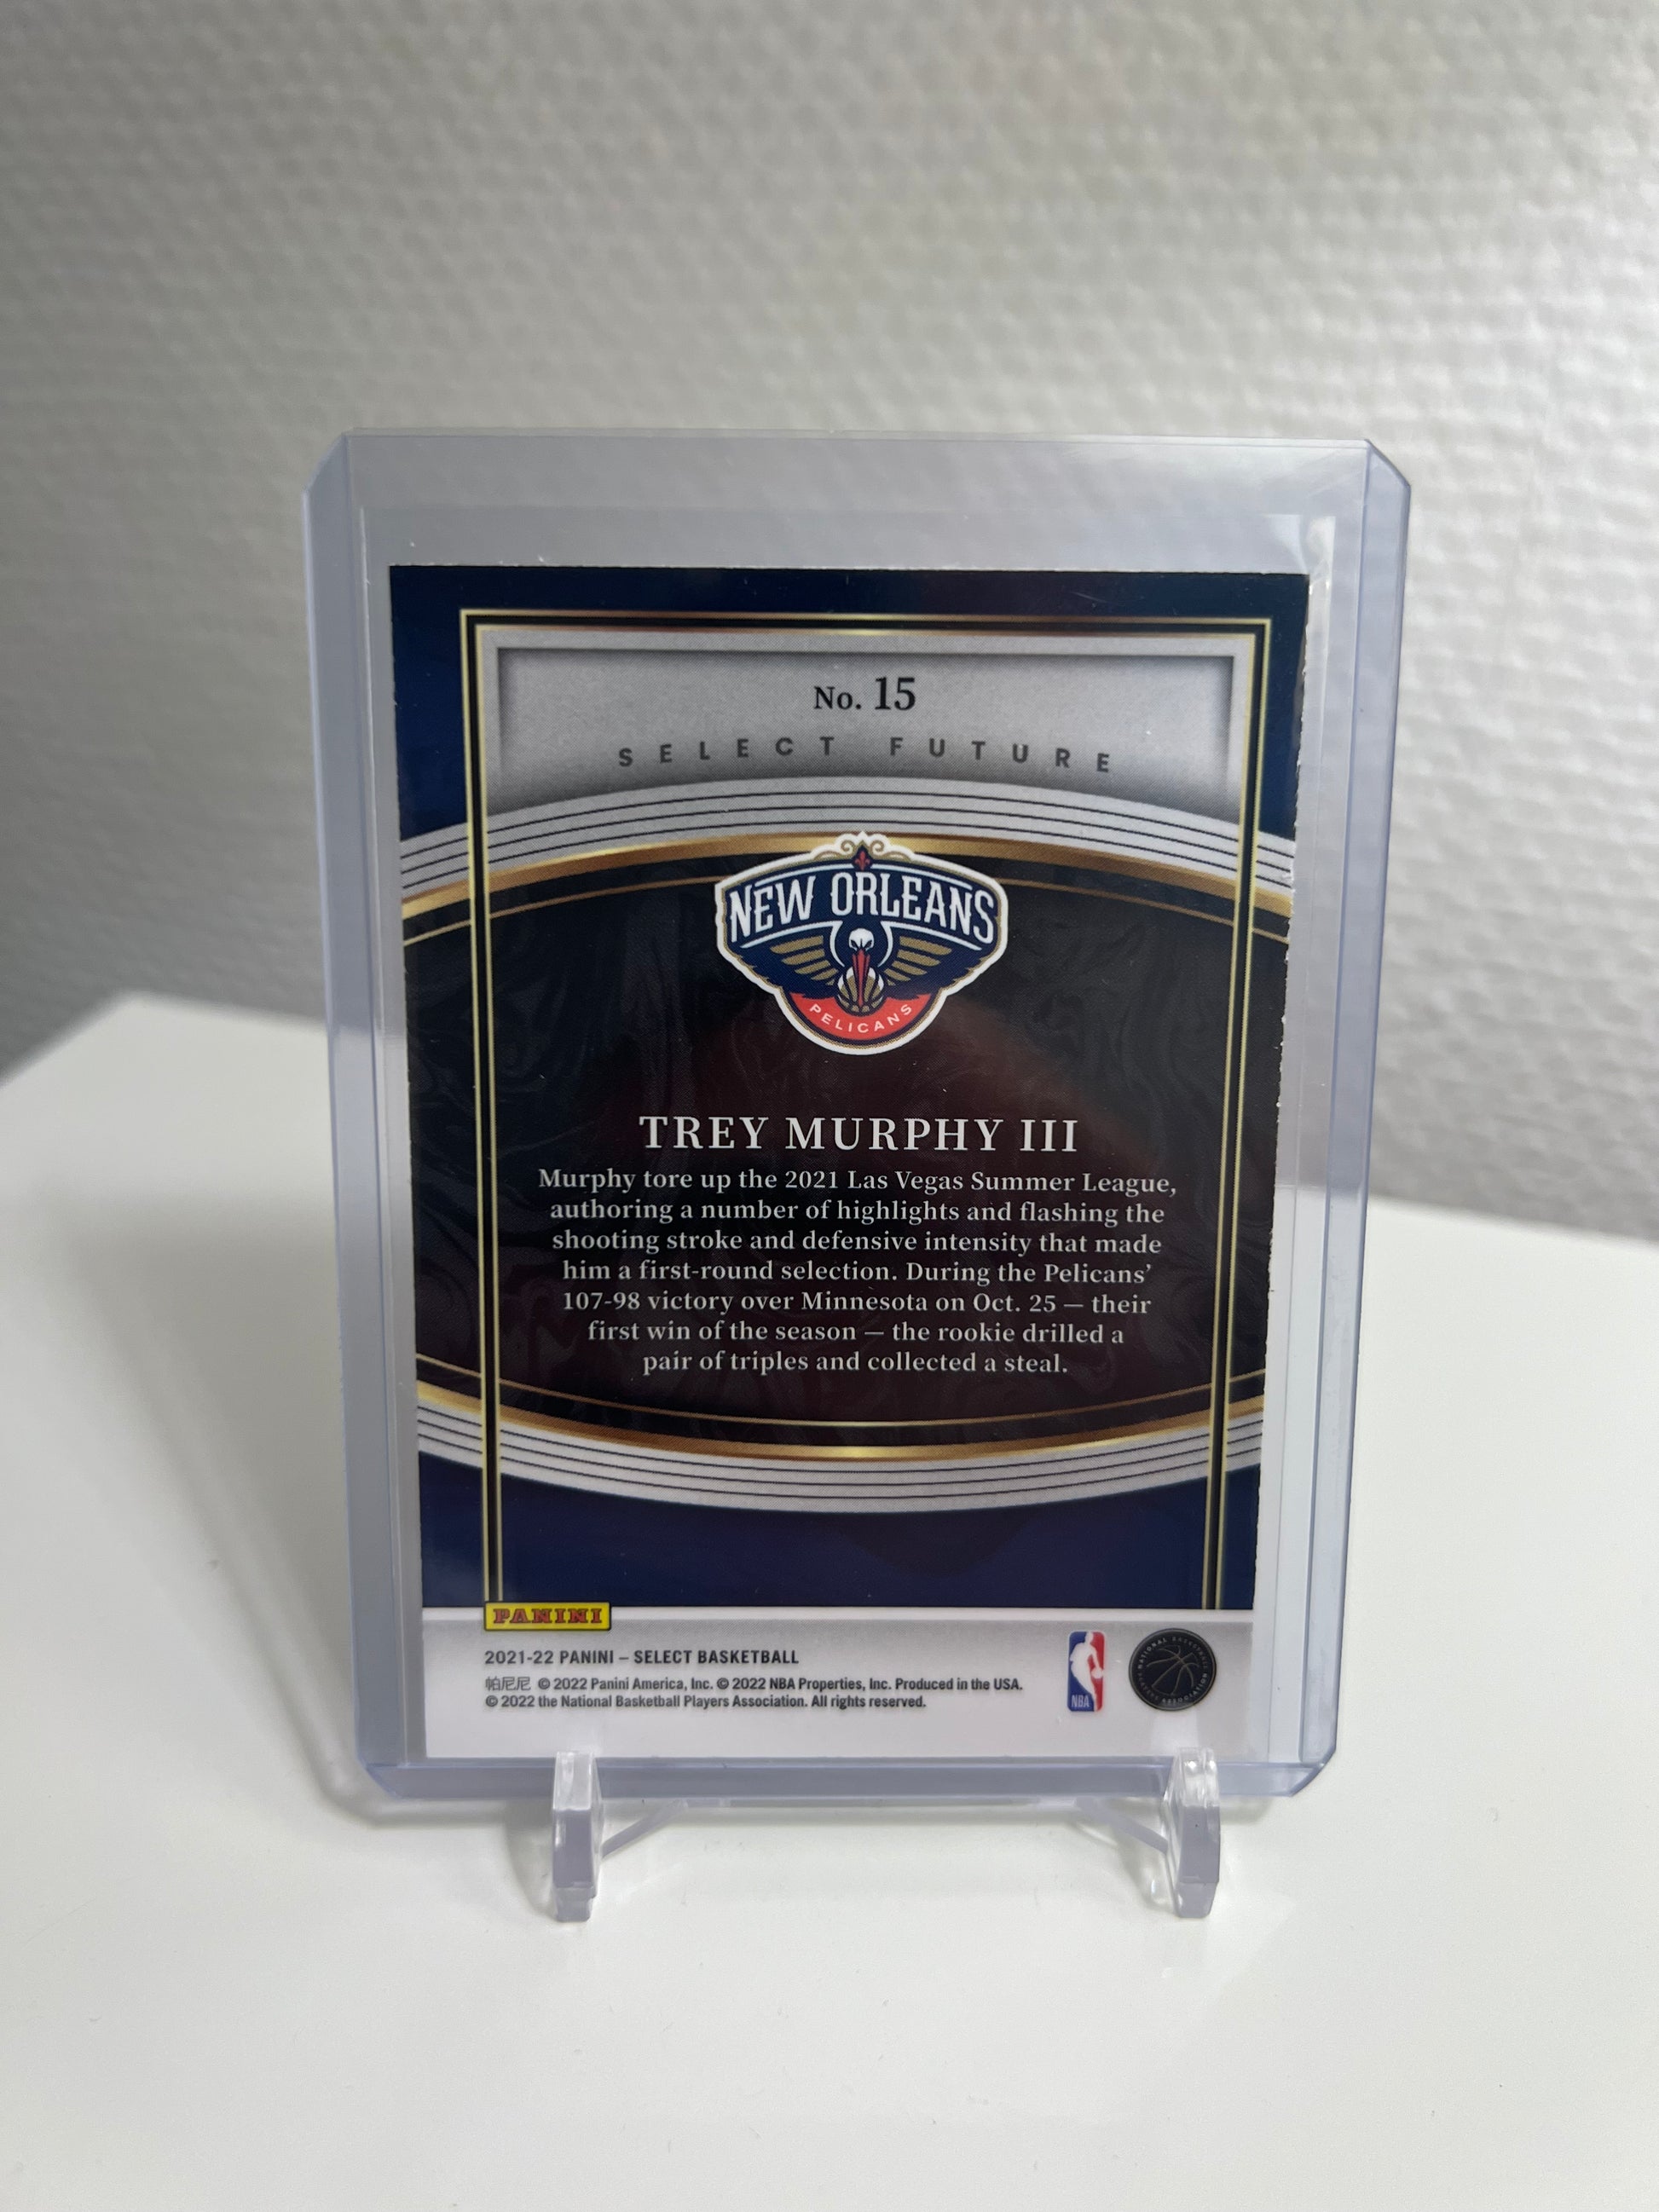 No. 15
SELECT FUTURE
NEW ORLEANS
PELICANS
TREY MURPHY III
Murphy tore up the 2021 Las Vegas Summer League,
authoring a number of highlights and flashing the
shooting stroke and defensive intensity that made
him a first-round selection. During the Pelicans’
107-98 victory over Minnesota on Oct. 25 — their
first win of the season — the rookie drilled a
pair of triples and collected a steal.
PANINI
2021-22 PANINI – SELECT BASKETBALL
帕尼尼 © 2022 Panini America, Inc. © 2022 NBA Properties, Inc. Produced in the USA.
© 2022 the National Basketball Players Association. All rights reserved.
NBA
NATIONAL BASKETBALL
PLAYERS ASSOCIATION